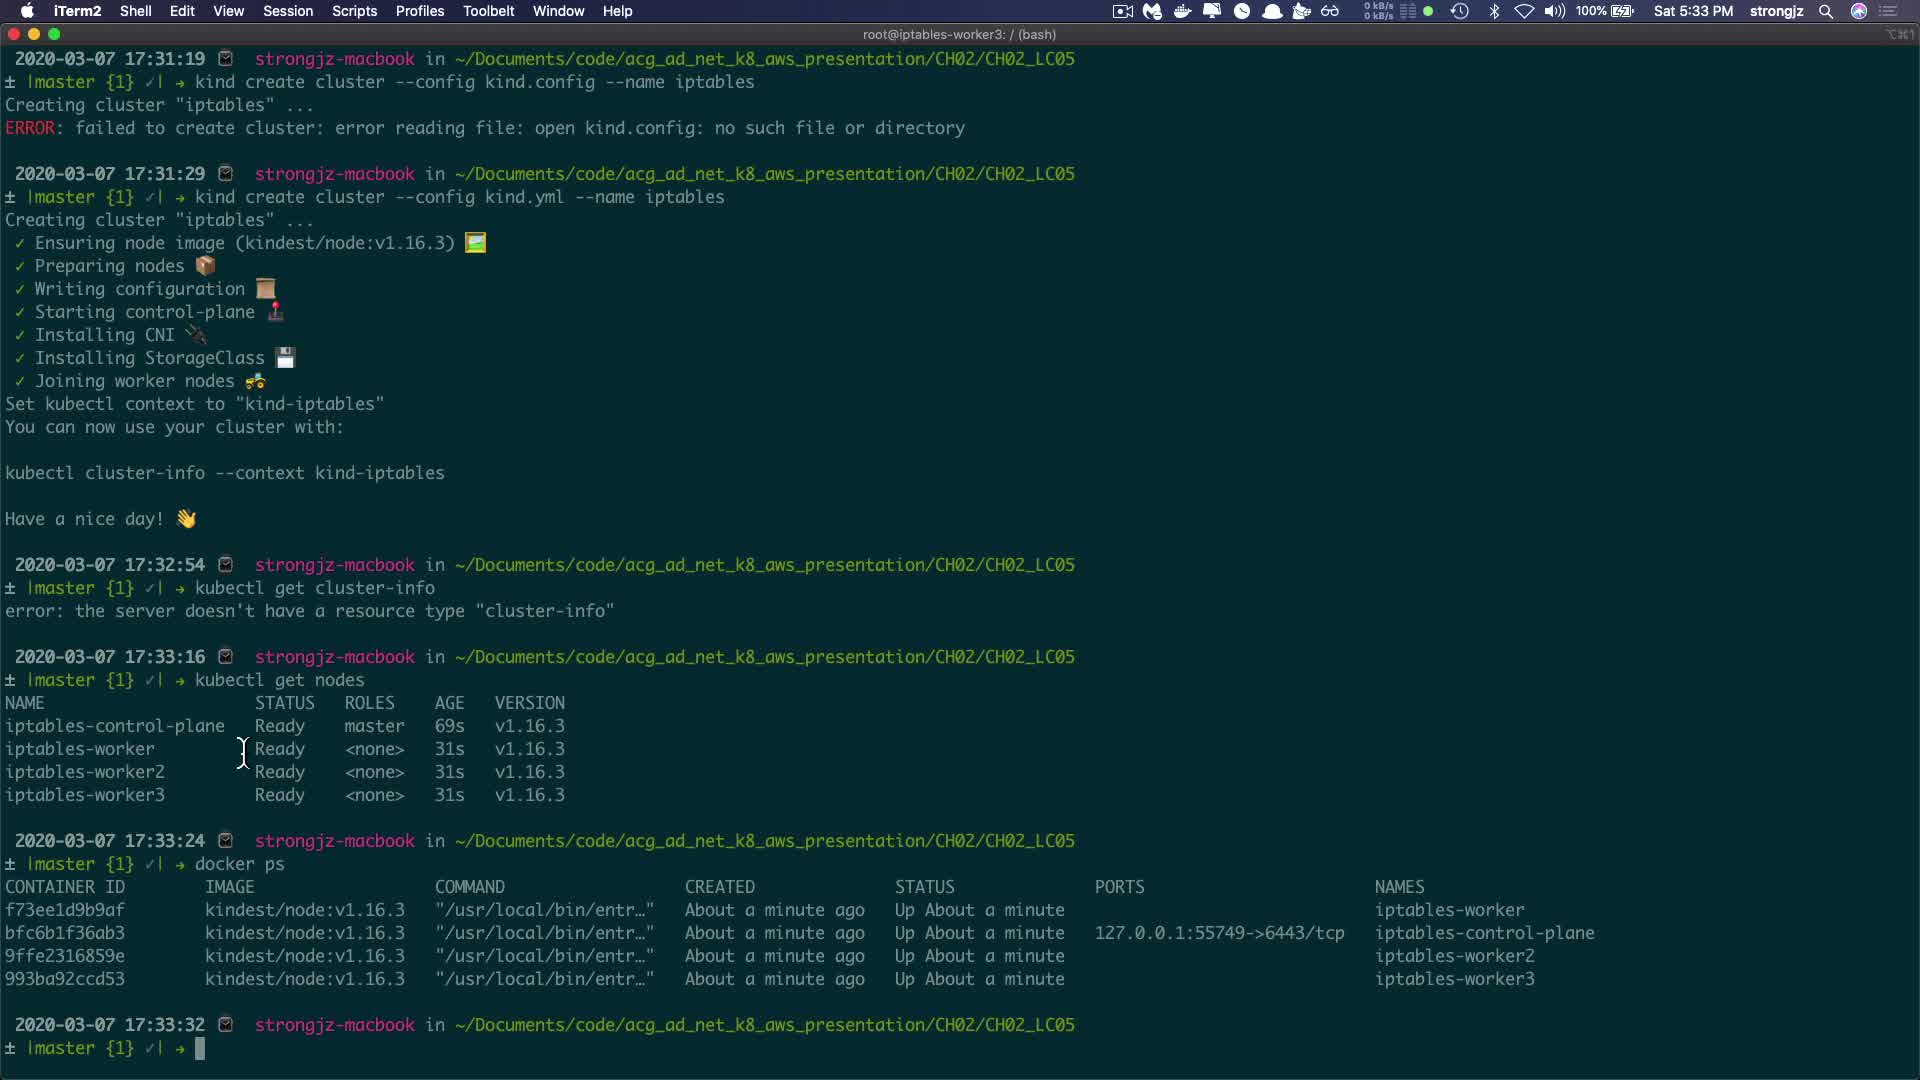 iTerm2 Shell Edit View Session Scripts Profiles Toolbelt Window Help 0 kB/s 0 kB/s 100% Sat 5:33 PM strongjz
root@iptables-worker3: / (bash) ⌥⌘1
2020-03-07 17:31:19 strongjz-macbook in ~/Documents/code/acg_ad_net_k8_aws_presentation/CH02/CH02_LC05
± |master {1} ✓| → kind create cluster --config kind.config --name iptables
Creating cluster "iptables" ...
ERROR: failed to create cluster: error reading file: open kind.config: no such file or directory
2020-03-07 17:31:29 strongjz-macbook in ~/Documents/code/acg_ad_net_k8_aws_presentation/CH02/CH02_LC05
± |master {1} ✓| → kind create cluster --config kind.yml --name iptables
Creating cluster "iptables" ...
✓ Ensuring node image (kindest/node:v1.16.3) 🖼
✓ Preparing nodes 📦
✓ Writing configuration 📜
✓ Starting control-plane 🕹
✓ Installing CNI 🔌
✓ Installing StorageClass 💾
✓ Joining worker nodes 🚜
Set kubectl context to "kind-iptables"
You can now use your cluster with:
kubectl cluster-info --context kind-iptables
Have a nice day! 👋
2020-03-07 17:32:54 strongjz-macbook in ~/Documents/code/acg_ad_net_k8_aws_presentation/CH02/CH02_LC05
± |master {1} ✓| → kubectl get cluster-info
error: the server doesn't have a resource type "cluster-info"
2020-03-07 17:33:16 strongjz-macbook in ~/Documents/code/acg_ad_net_k8_aws_presentation/CH02/CH02_LC05
± |master {1} ✓| → kubectl get nodes
NAME STATUS ROLES AGE VERSION
iptables-control-plane Ready master 69s v1.16.3
iptables-worker Ready <none> 31s v1.16.3
iptables-worker2 Ready <none> 31s v1.16.3
iptables-worker3 Ready <none> 31s v1.16.3
2020-03-07 17:33:24 strongjz-macbook in ~/Documents/code/acg_ad_net_k8_aws_presentation/CH02/CH02_LC05
± |master {1} ✓| → docker ps
CONTAINER ID IMAGE COMMAND CREATED STATUS PORTS NAMES
f73ee1d9b9af kindest/node:v1.16.3 "/usr/local/bin/entr…" About a minute ago Up About a minute iptables-worker
bfc6b1f36ab3 kindest/node:v1.16.3 "/usr/local/bin/entr…" About a minute ago Up About a minute 127.0.0.1:55749->6443/tcp iptables-control-plane
9ffe2316859e kindest/node:v1.16.3 "/usr/local/bin/entr…" About a minute ago Up About a minute iptables-worker2
993ba92ccd53 kindest/node:v1.16.3 "/usr/local/bin/entr…" About a minute ago Up About a minute iptables-worker3
2020-03-07 17:33:32 strongjz-macbook in ~/Documents/code/acg_ad_net_k8_aws_presentation/CH02/CH02_LC05
± |master {1} ✓| →